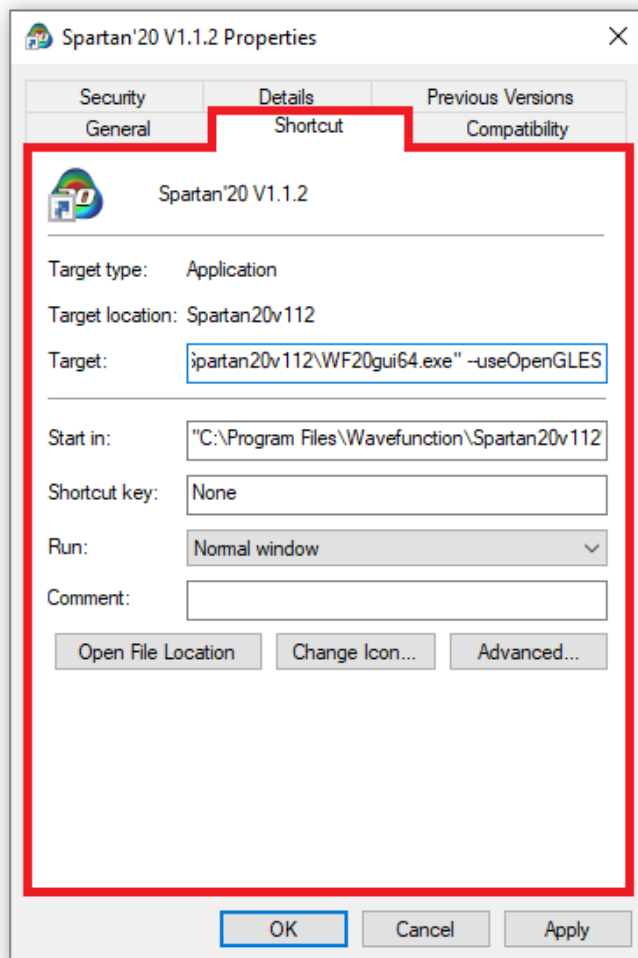 Spartan'20 V1.1.2 Properties
Security Details Previous Versions
General Shortcut Compatibility
20
Spartan'20 V1.1.2
Target type: Application
Target location: Spartan20v112
Target: Spartan20v112\WF20gui64.exe" --useOpenGLES
Start in: "C:\Program Files\Wavefunction\Spartan20v112"
Shortcut key: None
Run: Normal window
Comment:
Open File Location Change Icon... Advanced...
OK Cancel Apply